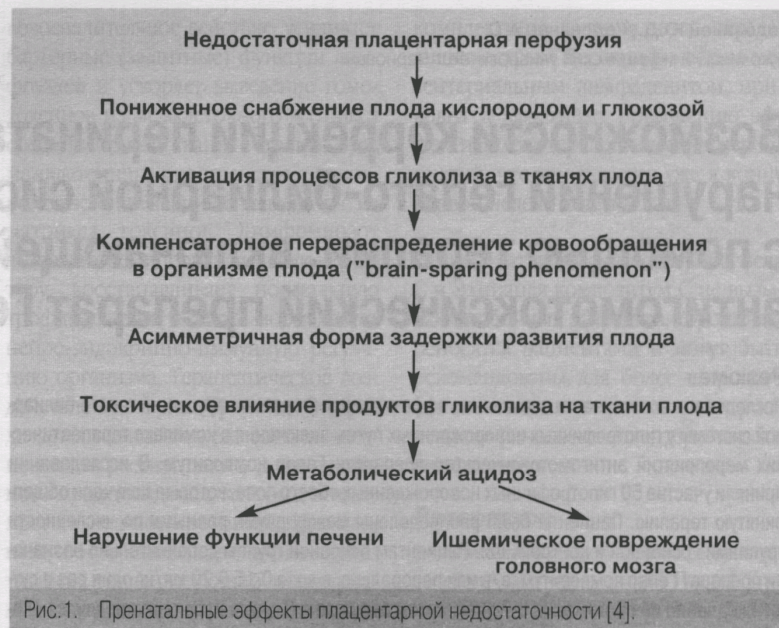 Недостаточная плацентарная перфузия
Пониженное снабжение плода кислородом и глюкозой
Активация процессов гликолиза в тканях плода
Компенсаторное перераспределение кровообращения
в организме плода ("brain-sparing phenomenon")
Асимметричная форма задержки развития плода
Токсическое влияние продуктов гликолиза на ткани плода
Метаболический ацидоз
Нарушение функции печени
Ишемическое повреждение
головного мозга
Рис. 1. Пренатальные эффекты плацентарной недостаточности [4].